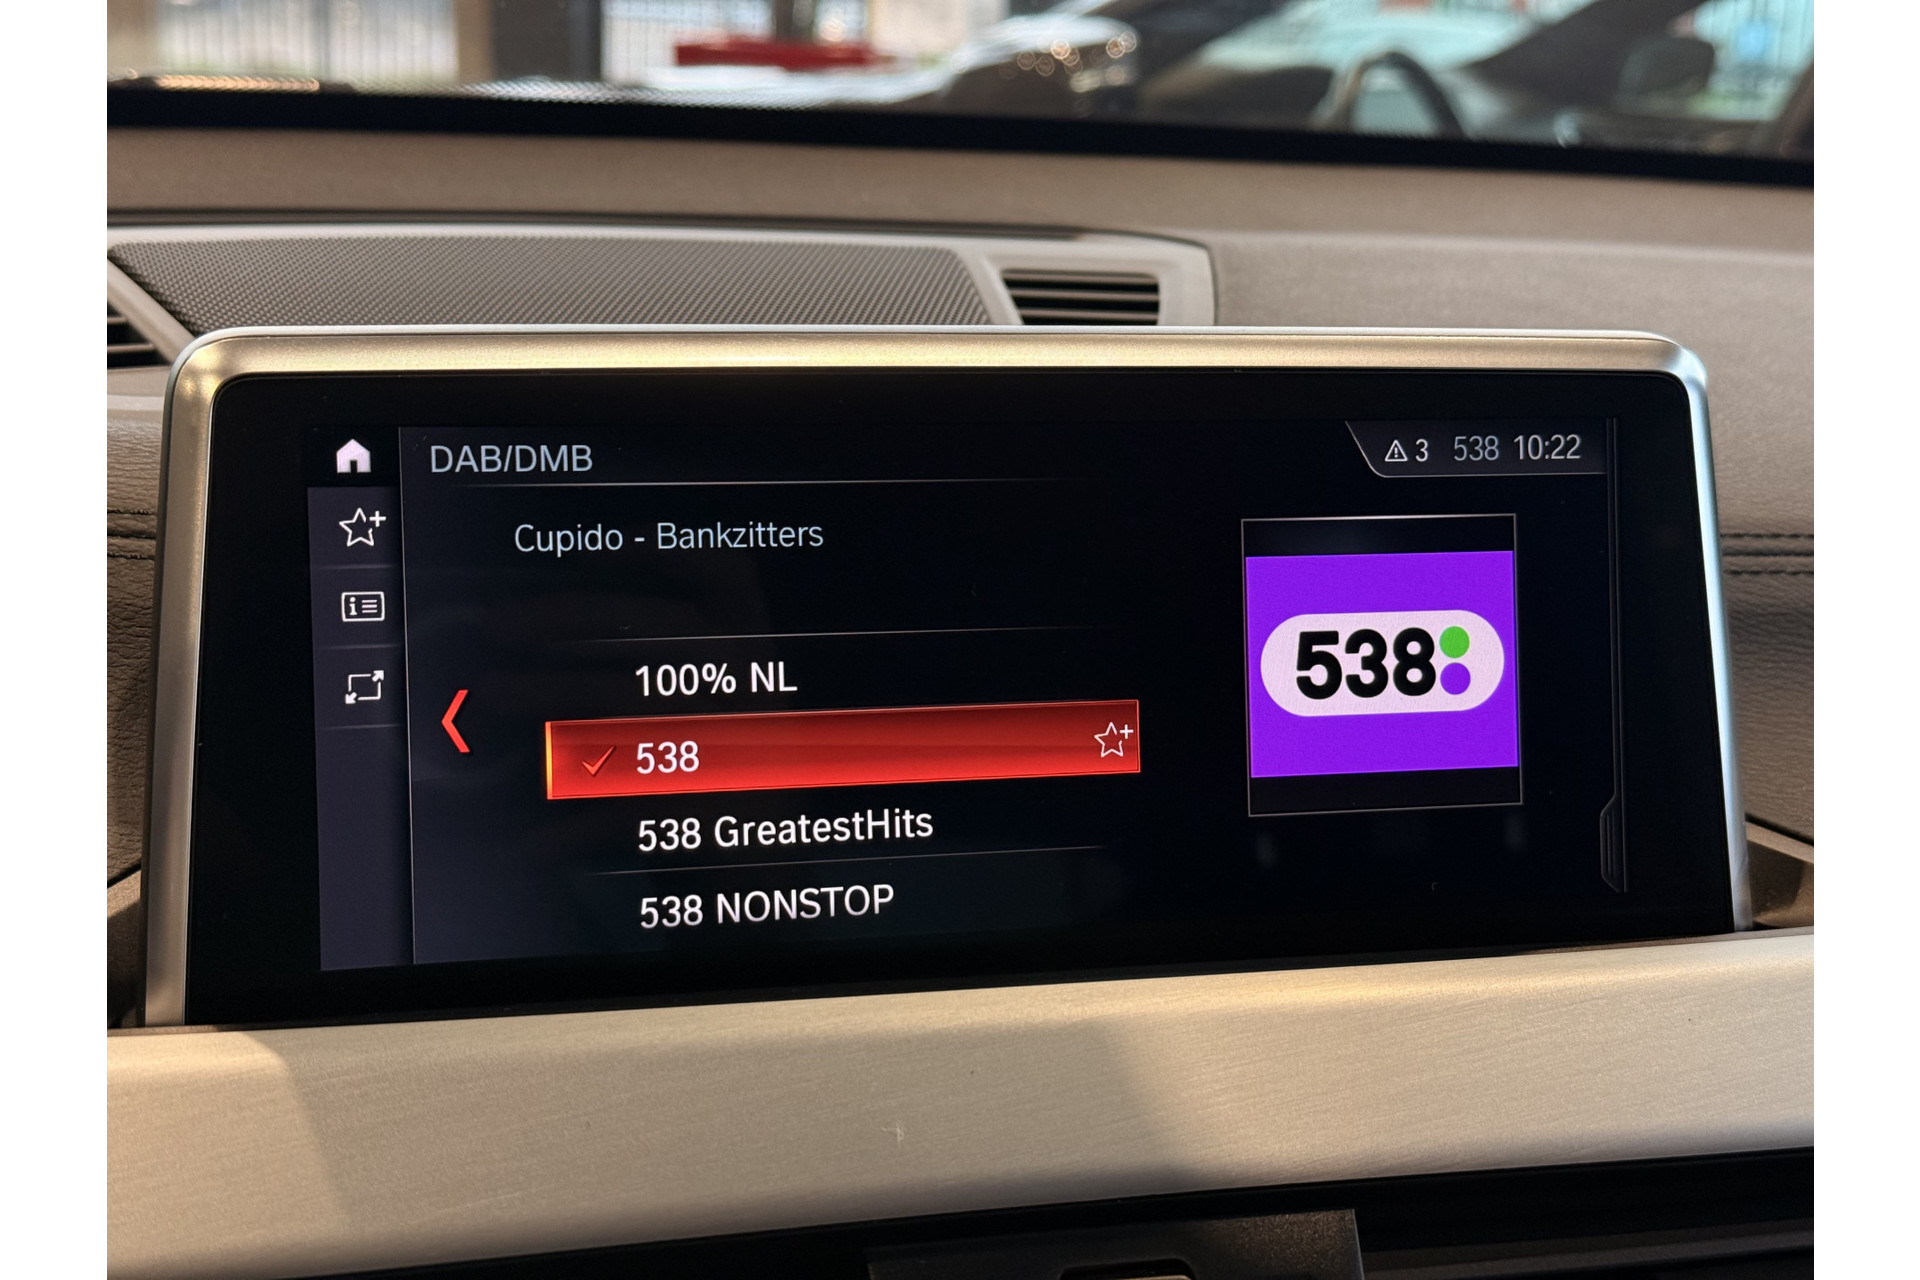 DAB/DMB
3 538 10:22
Cupido - Bankzitters
100% NL
538
538 GreatestHits
538 NONSTOP
538